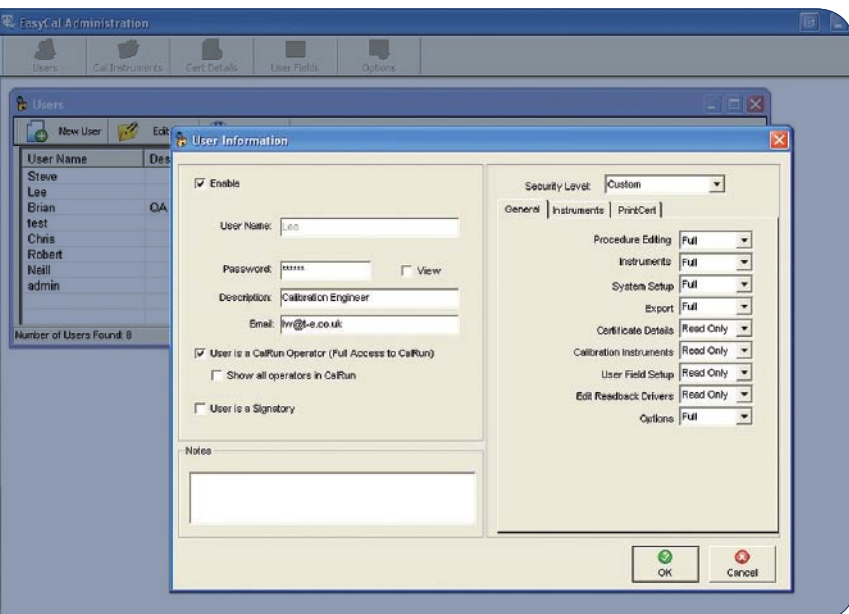 EasyCal Administration
Users Cal Instruments Cert Details User Fields Options
Users
New User
User Name Des
Steve
Lee
Brian QA
test
Chris
Robert
Neill
admin
Number of Users Found: 8
User Information
Enable
User Name: Lee
Password: ******
View
Description: Calibration Engineer
Email: lwr@t-e.co.uk
User is a CalRun Operator (Full Access to CalRun)
Show all operators in CalRun
User is a Signatory
Notes
Security Level: Custom
General Instruments PrintCert
Procedure Editing Full
Instruments Full
System Setup Full
Export Full
Certificate Details Read Only
Calibration Instruments Read Only
User Field Setup Read Only
Edit Readback Drivers Read Only
Options Full
OK Cancel